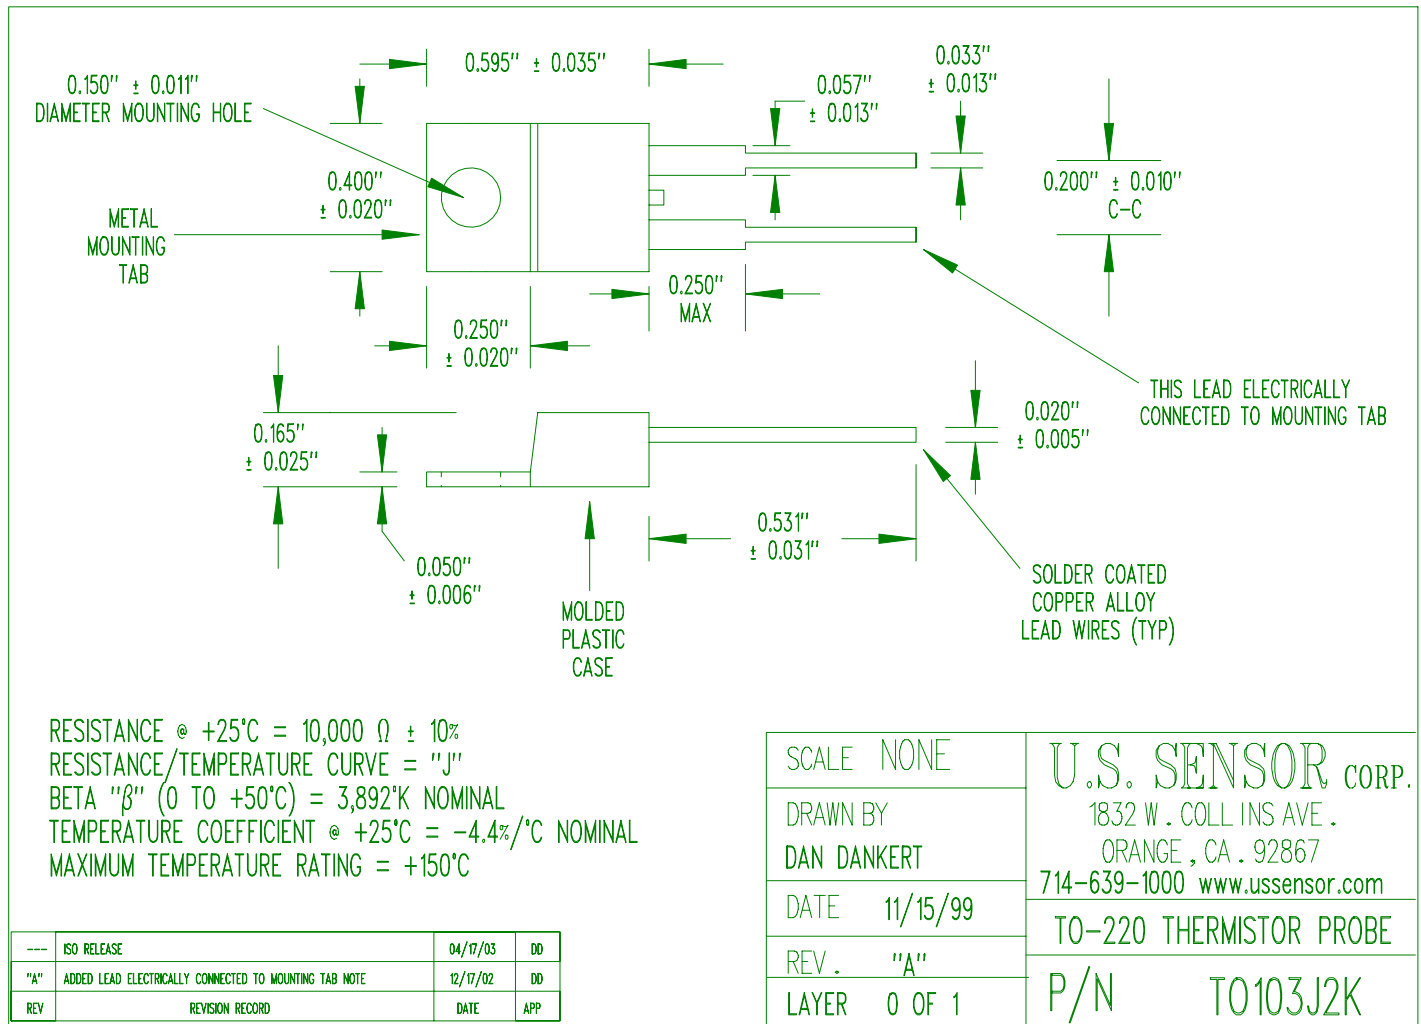 0.150" ± 0.011"
DIAMETER MOUNTING HOLE
0.595" ± 0.035"
0.057"
± 0.013"
0.033"
± 0.013"
0.400"
± 0.020"
0.200" ± 0.010"
C-C
METAL
MOUNTING
TAB
0.250"
MAX
0.250"
± 0.020"
THIS LEAD ELECTRICALLY
CONNECTED TO MOUNTING TAB
0.165"
± 0.025"
0.020"
± 0.005"
0.531"
± 0.031"
0.050"
± 0.006"
MOLDED
PLASTIC
CASE
SOLDER COATED
COPPER ALLOY
LEAD WIRES (TYP)
RESISTANCE @ +25°C = 10,000 Ω ± 10%
RESISTANCE/TEMPERATURE CURVE = "J"
BETA "β" (0 TO +50°C) = 3,892°K NOMINAL
TEMPERATURE COEFFICIENT @ +25°C = -4.4%/°C NOMINAL
MAXIMUM TEMPERATURE RATING = +150°C
--- ISO RELEASE 04/17/03 DD
"A" ADDED LEAD ELECTRICALLY CONNECTED TO MOUNTING TAB NOTE 12/17/02 DD
REV REVISION RECORD DATE APP
SCALE NONE
DRAWN BY
DAN DANKERT
DATE 11/15/99
REV. "A"
LAYER 0 OF 1
U.S. SENSOR CORP.
1832 W. COLLINS AVE.
ORANGE, CA. 92867
714-639-1000 www.ussensor.com
TO-220 THERMISTOR PROBE
P/N TO103J2K